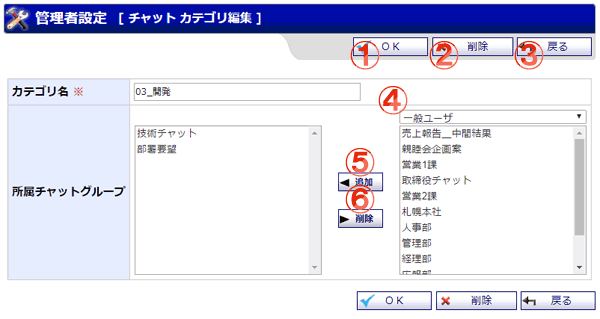 管理者設定 [ チャット カテゴリ編集 ]
① OK ② 削除 ③ 戻る
カテゴリ名 ※ 03_開発
④
一般ユーザ
所属チャットグループ
技術チャット
部署要望
⑤
追加
⑥
削除
売上報告__中間結果
親睦会企画案
営業1課
取締役チャット
営業2課
札幌本社
人事部
管理部
経理部
広報部
OK 削除 戻る